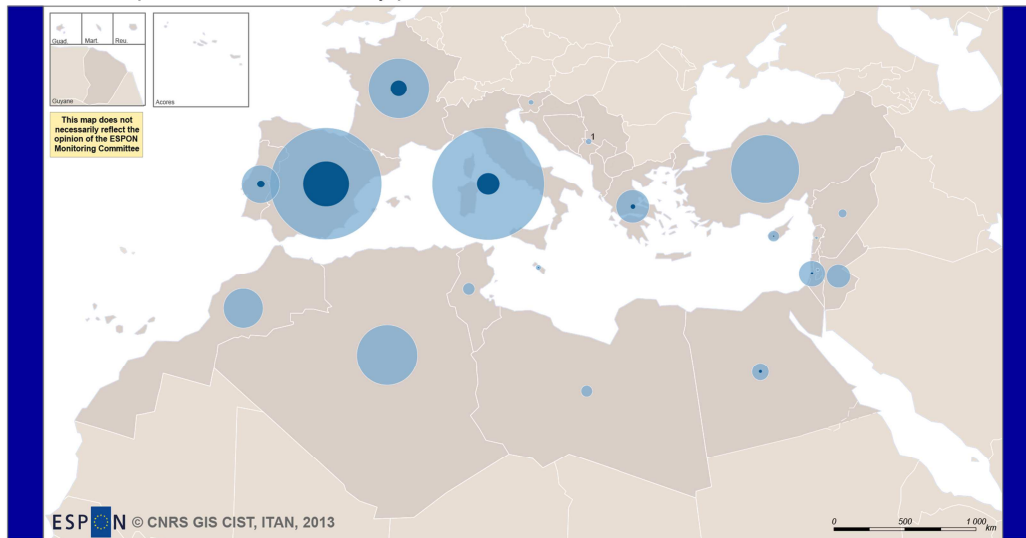 Guad.
Mart.
Reu.
Guyane
Acores
This map does not
necessarily reflect the
opinion of the ESPON
Monitoring Committee
1
ESPON © CNRS GIS CIST, ITAN, 2013
0 500 1 000
km